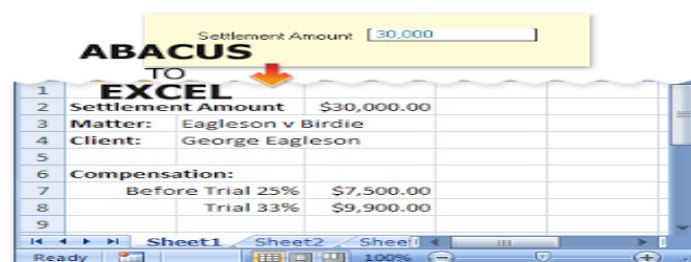 Settlement Amount 30,000
ABACUS
TO
EXCEL
1
2 Settlement Amount $30,000.00
3 Matter: Eagleson v Birdie
4 Client: George Eagleson
5
6 Compensation:
7 Before Trial 25% $7,500.00
8 Trial 33% $9,900.00
9
Sheet1 Sheet2 Shee
Ready 100%